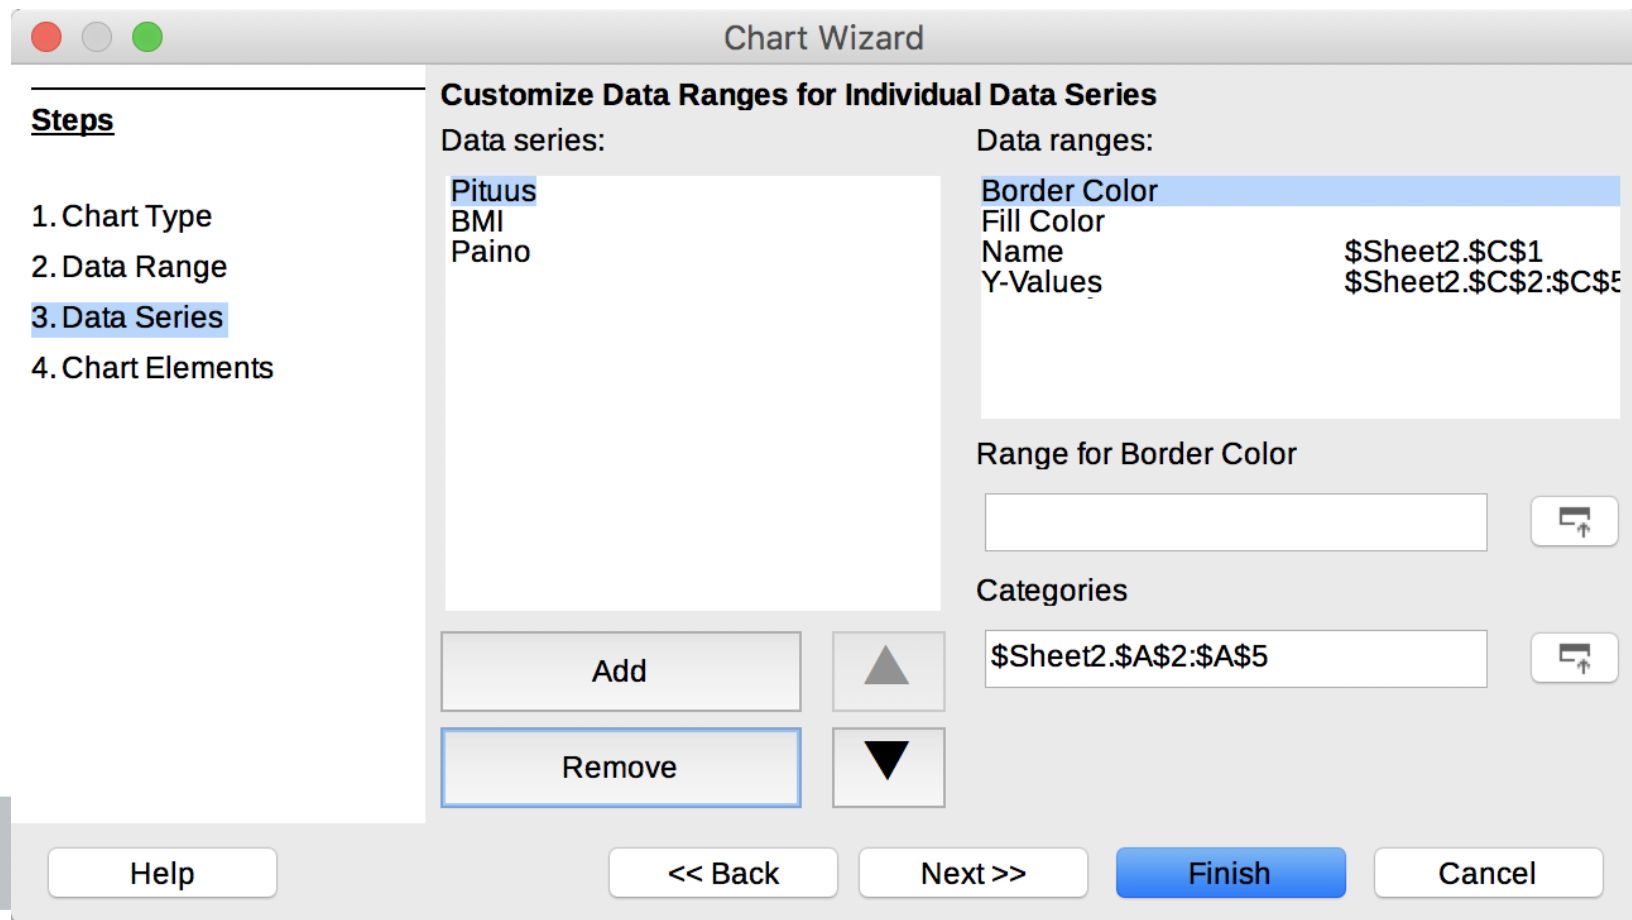 Chart Wizard
Steps
1. Chart Type
2. Data Range
3. Data Series
4. Chart Elements
Customize Data Ranges for Individual Data Series
Data series:
Pituus
BMI
Paino
Add
Remove
Data ranges:
Border Color
Fill Color
Name $Sheet2.$C$1
Y-Values $Sheet2.$C$2:$C$5
Range for Border Color
Categories
$Sheet2.$A$2:$A$5
Help
<< Back
Next >>
Finish
Cancel